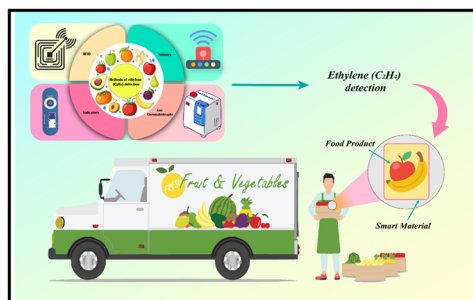 RFID
Sensors
Methods of ethylene
(C₂H₄) detection
Indicators
Gas
Chromatography
Ethylene (C₂H₄)
detection
Food Product
Smart Material
Fruit & Vegetables